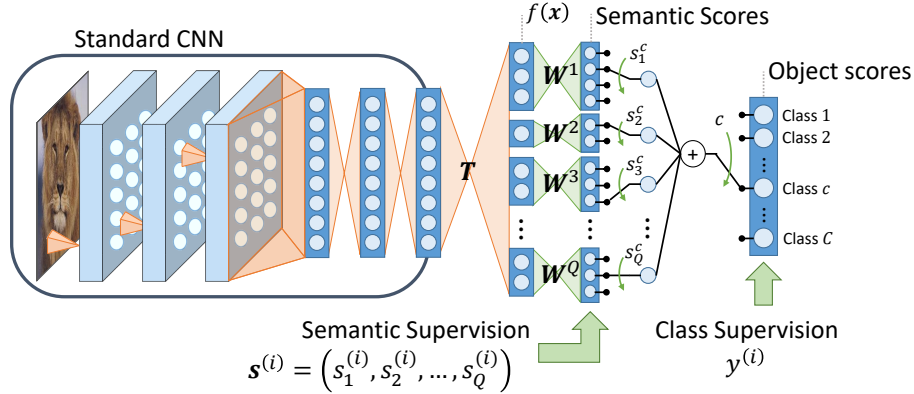 Standard CNN
f(x)
Semantic Scores
Object scores
T
W¹
W²
W³
⋮
W^Q
s₁ᶜ
s₂ᶜ
s₃ᶜ
⋮
s_Q^c
+
c
Class 1
Class 2
⋮
Class c
⋮
Class C
Semantic Supervision
s⁽ⁱ⁾ = (s₁⁽ⁱ⁾, s₂⁽ⁱ⁾, …, s_Q⁽ⁱ⁾)
Class Supervision
y⁽ⁱ⁾